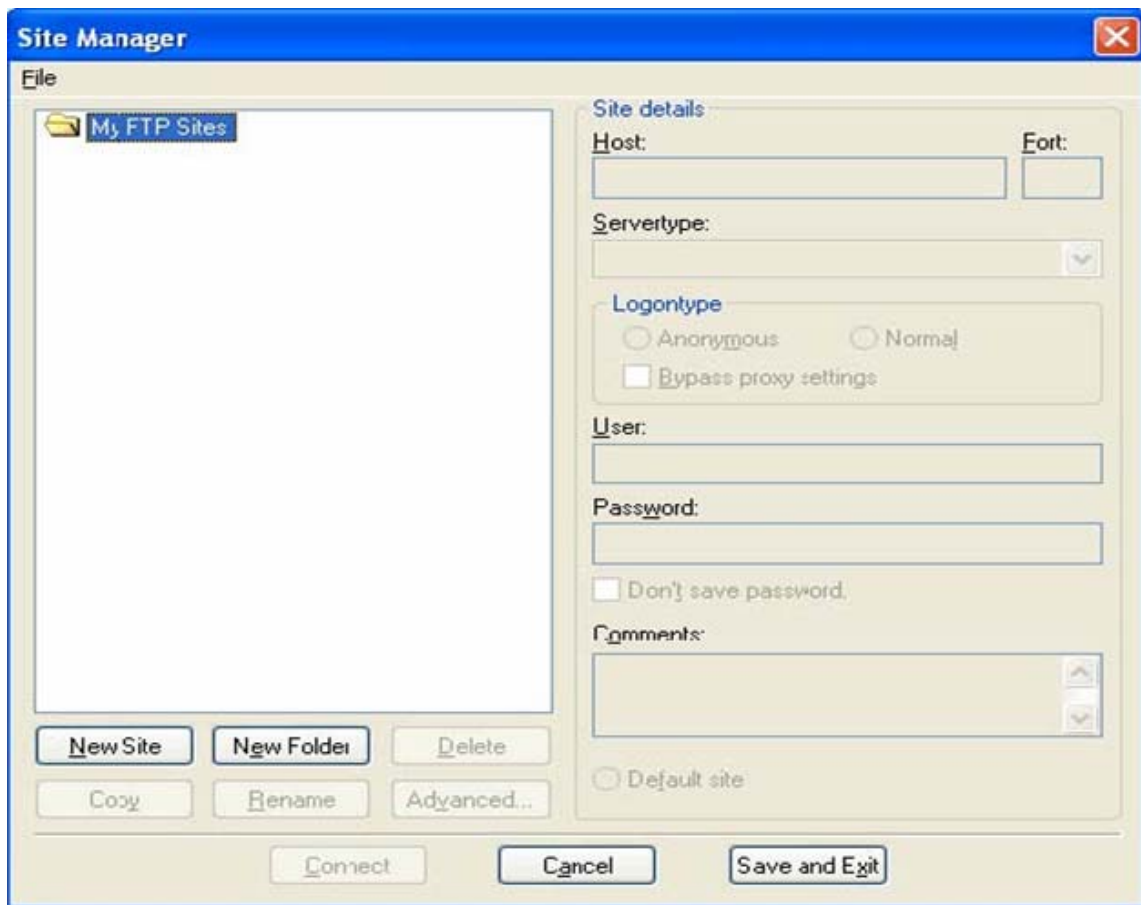 Site Manager
File
My FTP Sites
Site details
Host:
Port:
Servertype:
Logontype
Anonymous
Normal
Bypass proxy settings
User:
Password:
Don't save password.
Comments:
Default site
New Site
New Folder
Delete
Copy
Rename
Advanced...
Connect
Cancel
Save and Exit